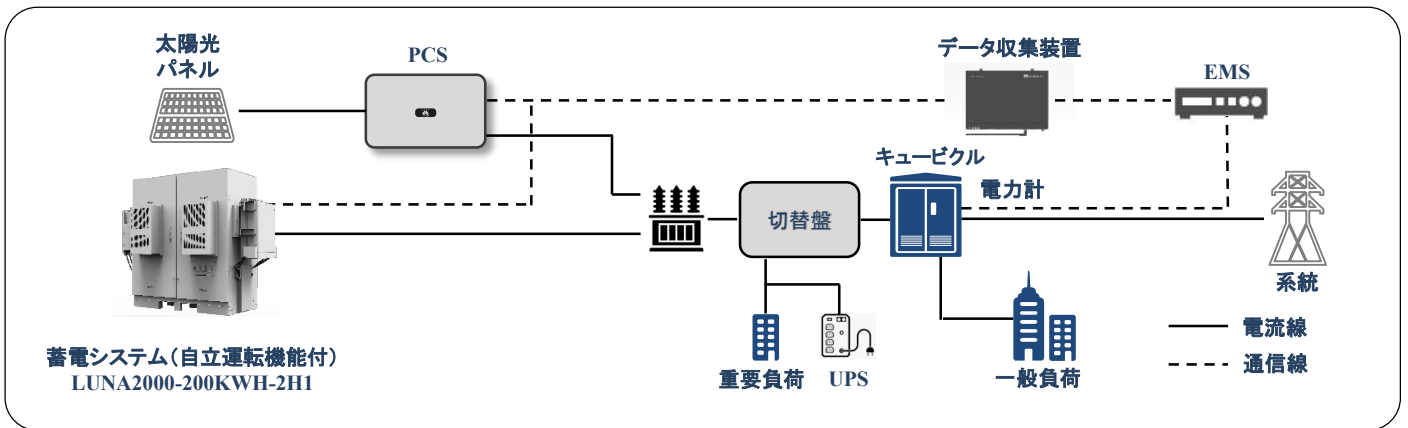 太陽光
パネル
PCS
データ収集装置
EMS
キュービクル
電力計
切替盤
系統
重要負荷
UPS
一般負荷
電流線
通信線
蓄電システム（自立運転機能付）
LUNA2000-200KWH-2H1